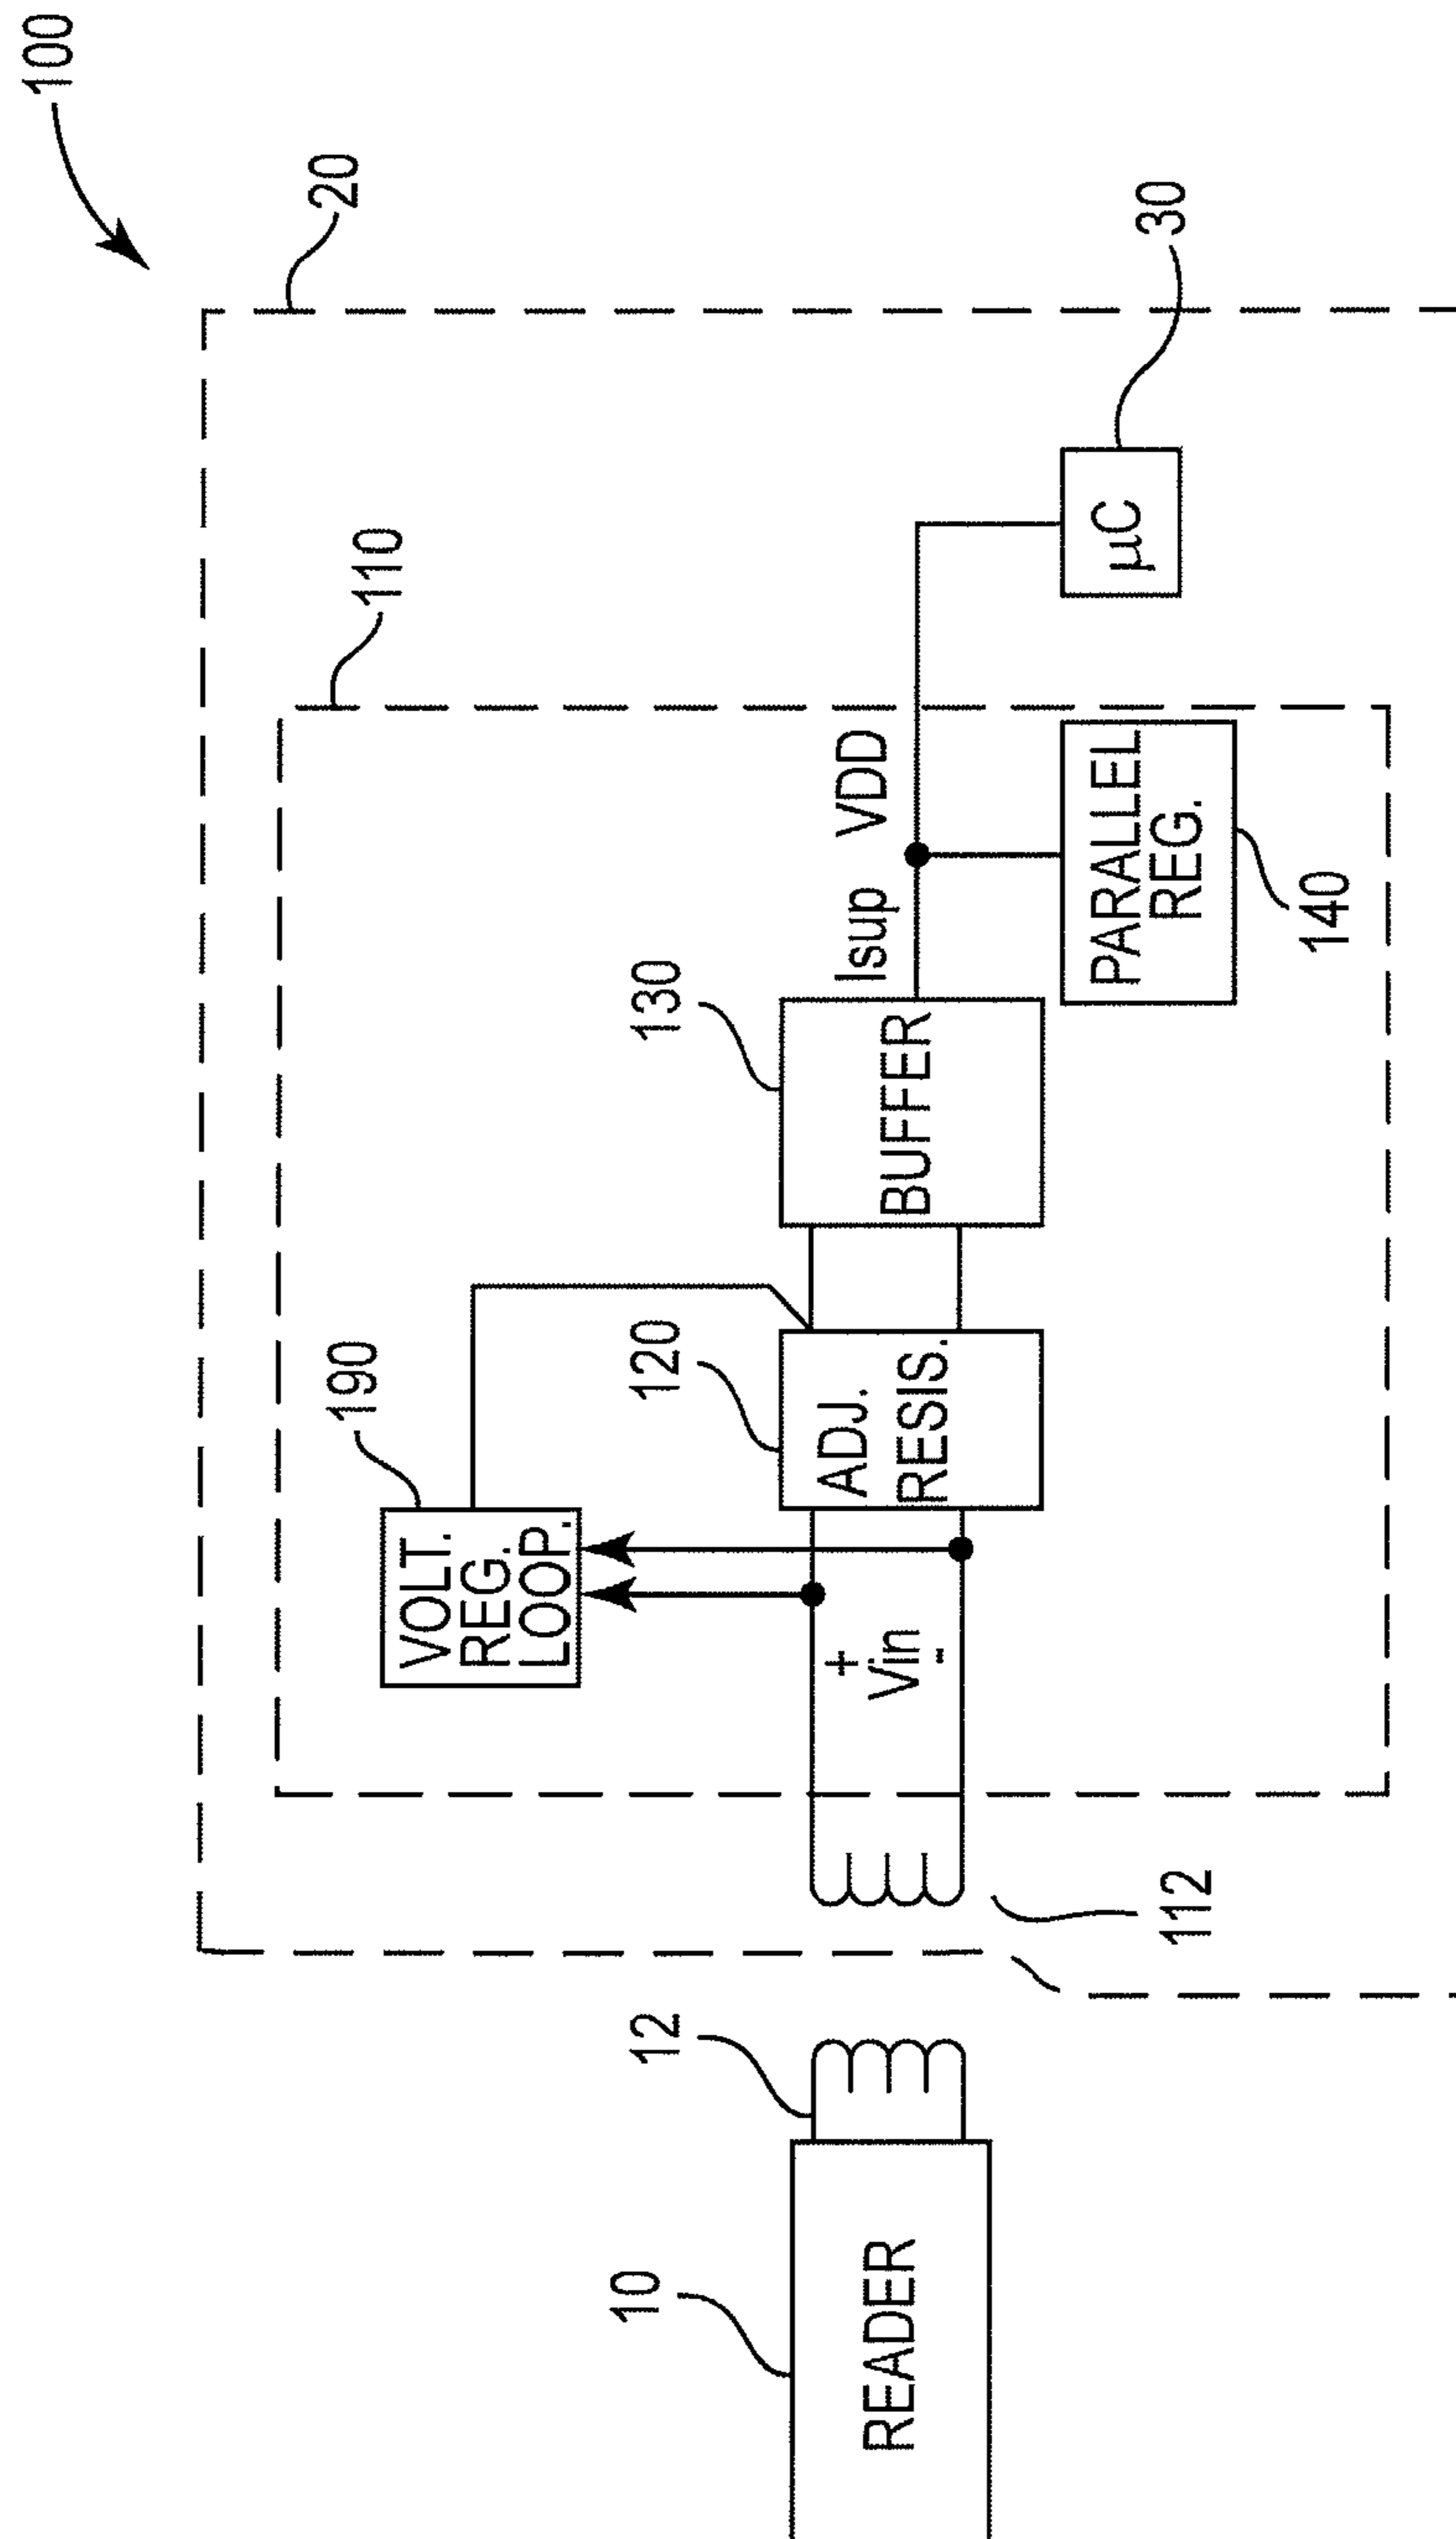 100
20
110
30
190
120
130
VOLT.
REG.
LOOP.
ADJ.
RESIS.
BUFFER
Isup VDD
µC
PARALLEL
REG.
140
+
Vin
-
112
12
10
READER